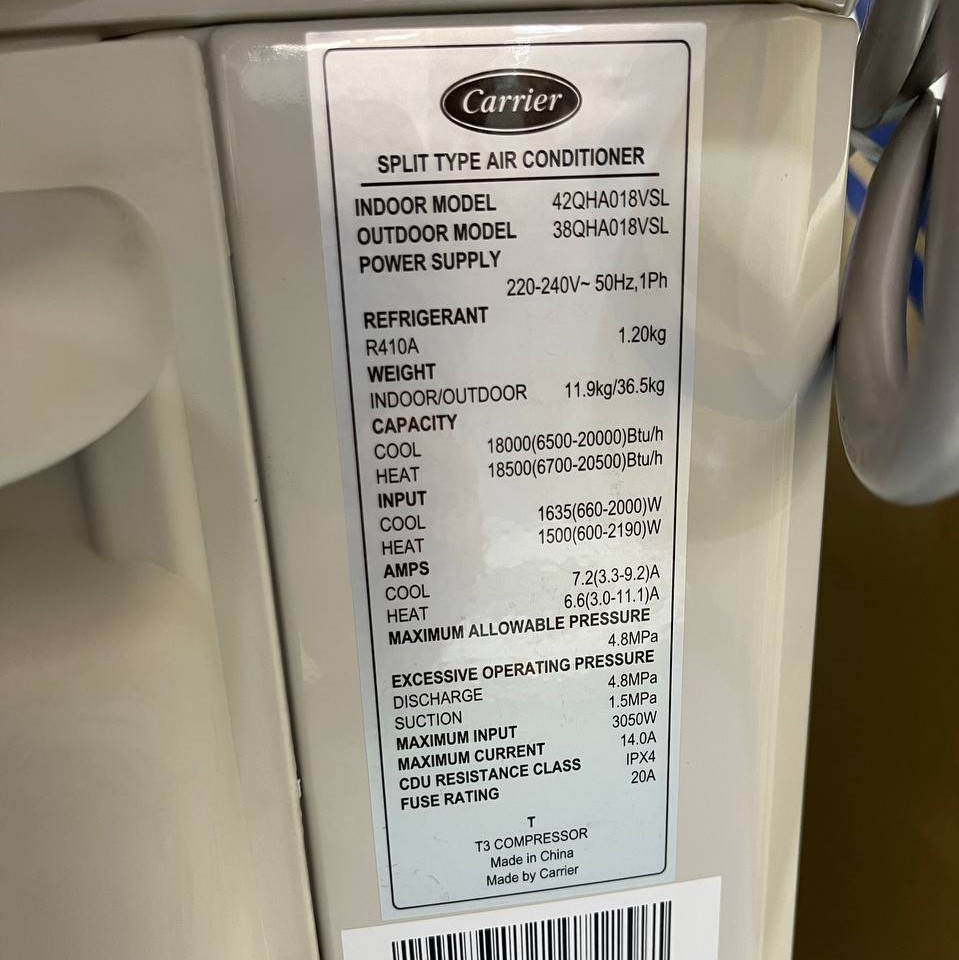 Carrier
SPLIT TYPE AIR CONDITIONER
INDOOR MODEL 42QHA018VSL
OUTDOOR MODEL 38QHA018VSL
POWER SUPPLY
220-240V~ 50Hz,1Ph
REFRIGERANT
R410A 1.20kg
WEIGHT
INDOOR/OUTDOOR 11.9kg/36.5kg
CAPACITY
COOL 18000(6500-20000)Btu/h
HEAT 18500(6700-20500)Btu/h
INPUT
COOL 1635(660-2000)W
HEAT 1500(600-2190)W
AMPS
COOL 7.2(3.3-9.2)A
HEAT 6.6(3.0-11.1)A
MAXIMUM ALLOWABLE PRESSURE
4.8MPa
EXCESSIVE OPERATING PRESSURE
DISCHARGE 4.8MPa
SUCTION 1.5MPa
MAXIMUM INPUT 3050W
MAXIMUM CURRENT 14.0A
CDU RESISTANCE CLASS IPX4
FUSE RATING 20A
T
T3 COMPRESSOR
Made in China
Made by Carrier